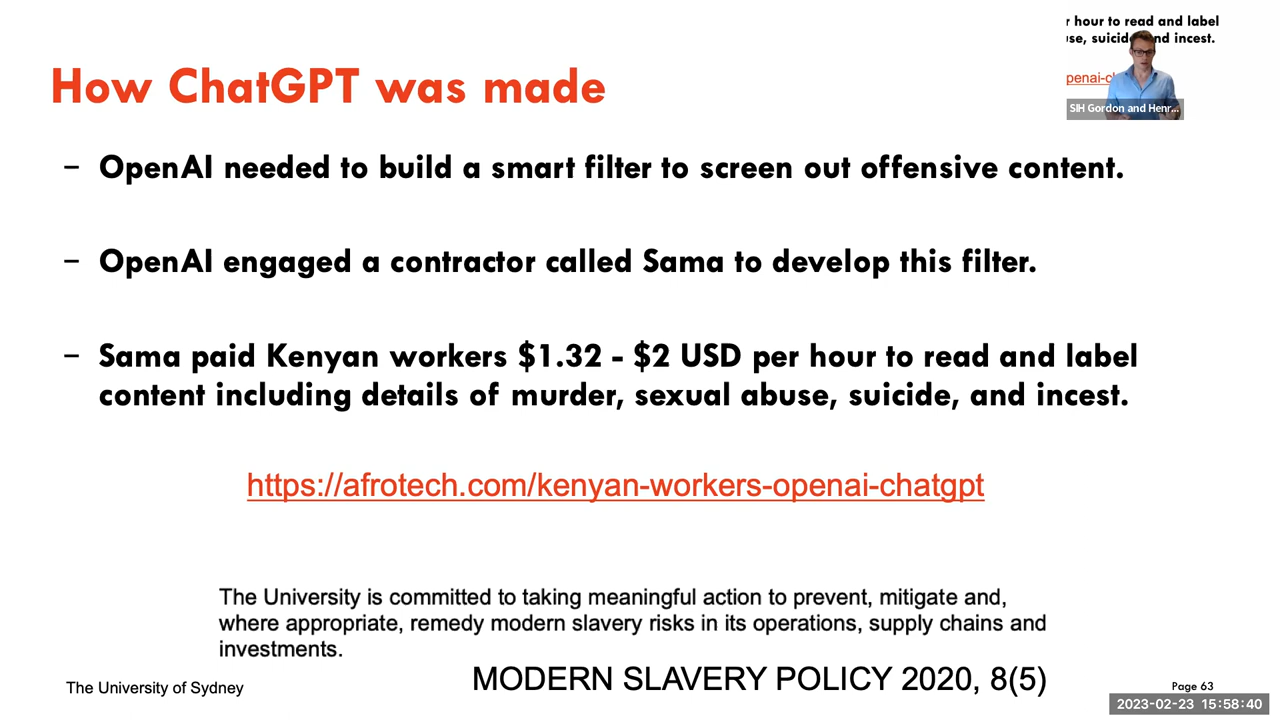 r hour to read and label
use, suicide, and incest.
How ChatGPT was made
penai-c
SIH Gordon and Henr...
– OpenAI needed to build a smart filter to screen out offensive content.
– OpenAI engaged a contractor called Sama to develop this filter.
– Sama paid Kenyan workers $1.32 - $2 USD per hour to read and label
content including details of murder, sexual abuse, suicide, and incest.
https://afrotech.com/kenyan-workers-openai-chatgpt
The University is committed to taking meaningful action to prevent, mitigate and,
where appropriate, remedy modern slavery risks in its operations, supply chains and
investments.
MODERN SLAVERY POLICY 2020, 8(5)
The University of Sydney
Page 63
2023-02-23 15:58:40